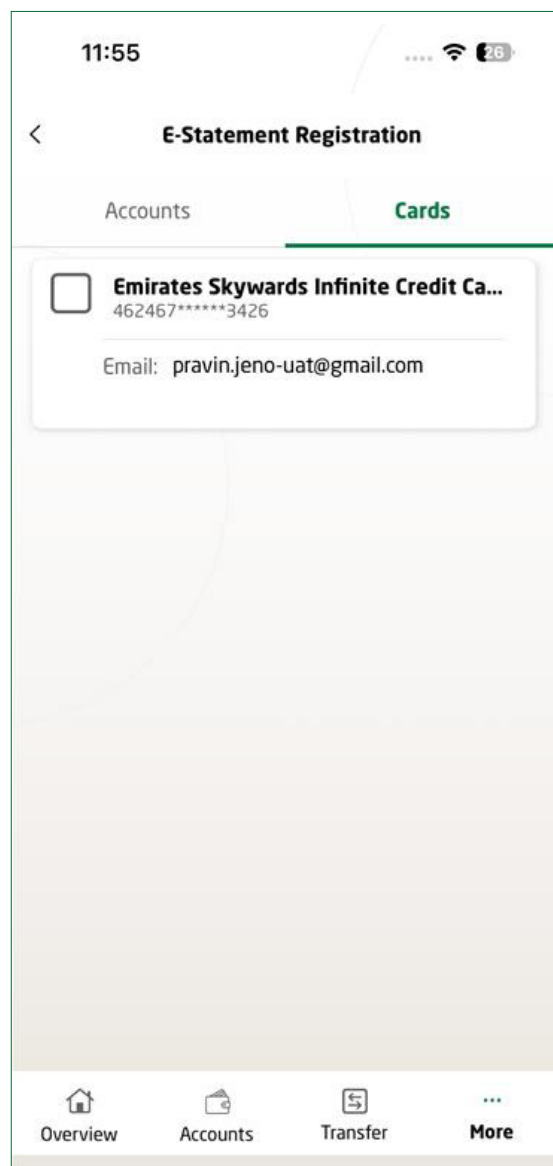 11:55
26
E-Statement Registration
Accounts
Cards
Emirates Skywards Infinite Credit Ca...
462467******3426
Email: pravin.jeno-uat@gmail.com
Overview
Accounts
Transfer
More